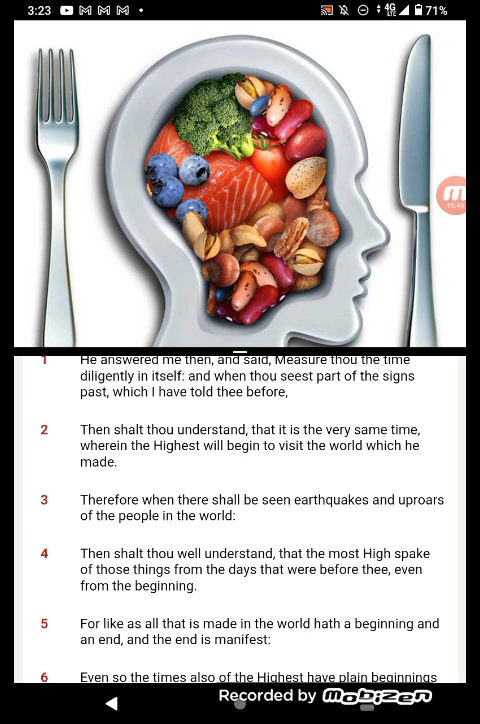 3:23
4G
LTE
71%
15:49
1 He answered me then, and said, Measure thou the time
diligently in itself: and when thou seest part of the signs
past, which I have told thee before,
2 Then shalt thou understand, that it is the very same time,
wherein the Highest will begin to visit the world which he
made.
3 Therefore when there shall be seen earthquakes and uproars
of the people in the world:
4 Then shalt thou well understand, that the most High spake
of those things from the days that were before thee, even
from the beginning.
5 For like as all that is made in the world hath a beginning and
an end, and the end is manifest:
6 Even so the times also of the Highest have plain beginnings
Recorded by Mobizen